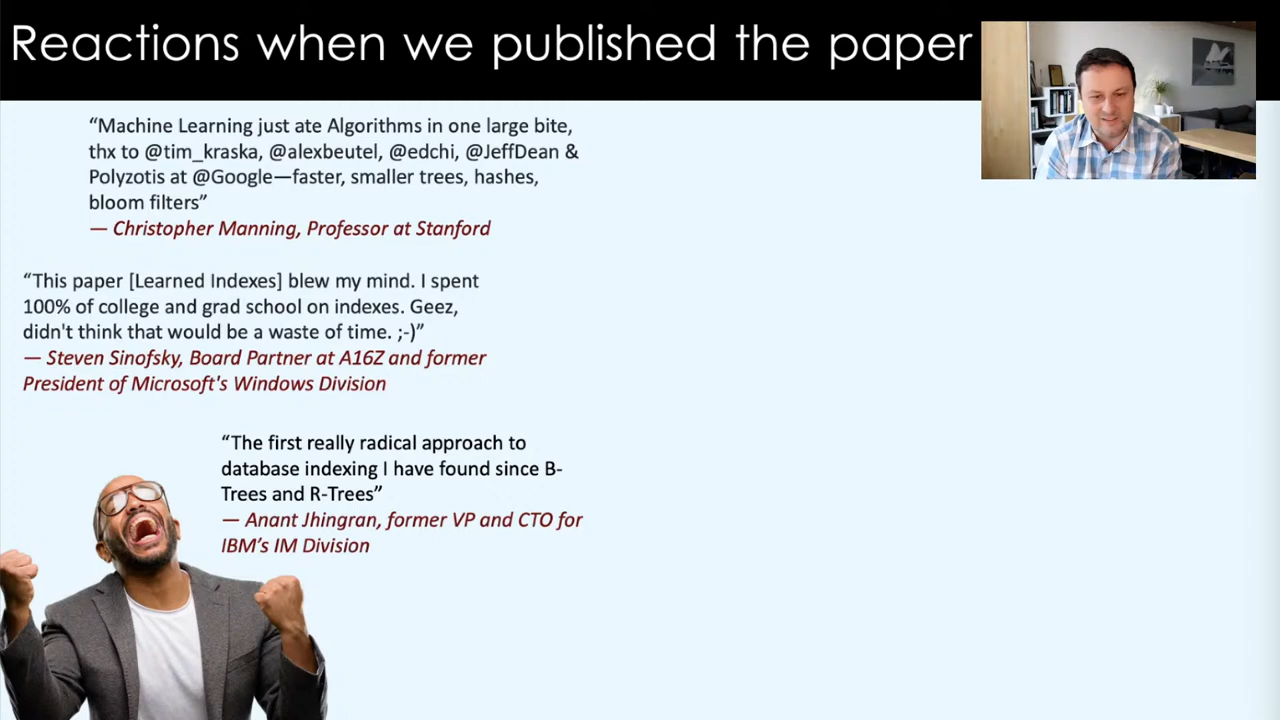 Reactions when we published the paper
“Machine Learning just ate Algorithms in one large bite,
thx to @tim_kraska, @alexbeutel, @edchi, @JeffDean &
Polyzotis at @Google—faster, smaller trees, hashes,
bloom filters”
— Christopher Manning, Professor at Stanford
“This paper [Learned Indexes] blew my mind. I spent
100% of college and grad school on indexes. Geez,
didn't think that would be a waste of time. ;-)”
— Steven Sinofsky, Board Partner at A16Z and former
President of Microsoft's Windows Division
“The first really radical approach to
database indexing I have found since B-
Trees and R-Trees”
— Anant Jhingran, former VP and CTO for
IBM’s IM Division